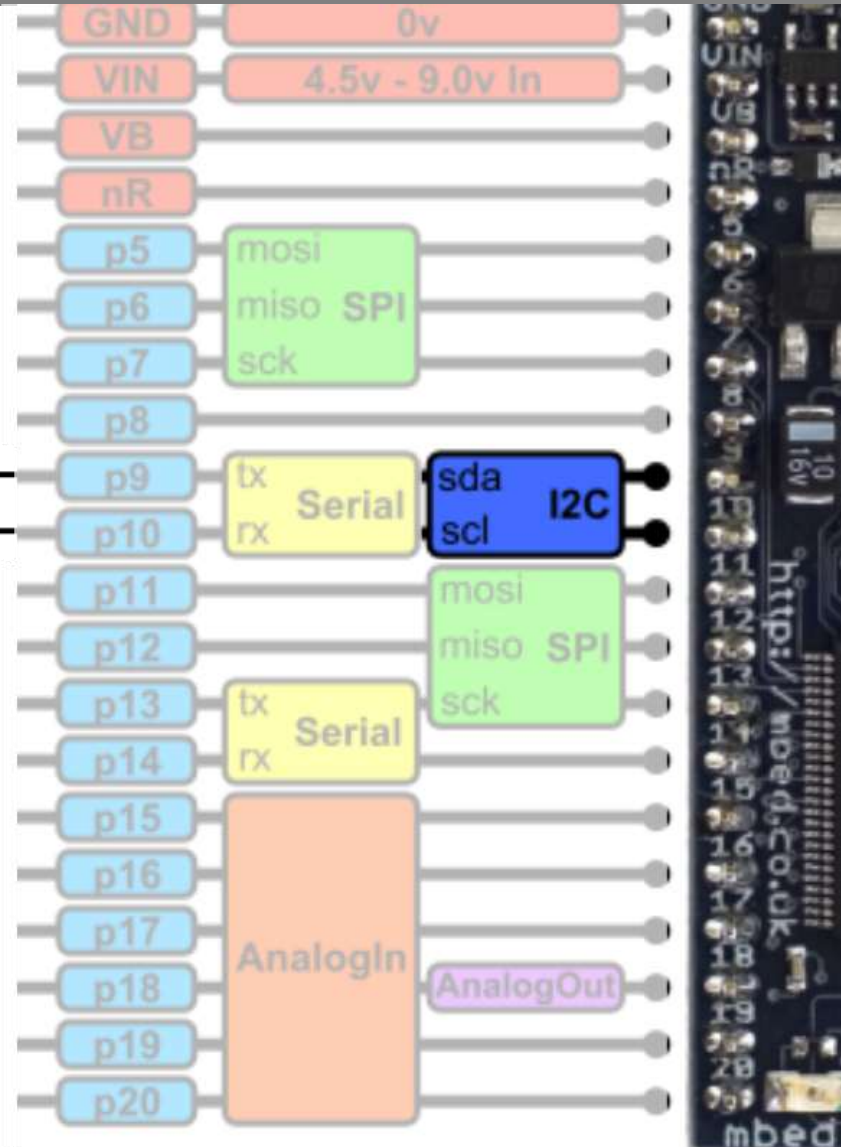 GND 0v GND
VIN 4.5v - 9.0v in VIN
VB VB
nR nR
p5 mosi 5
p6 miso SPI 6
p7 sck 7
p8 8
p9 tx Serial sda I2C 9
p10 rx scl 10
p11 mosi 11
p12 miso SPI 12
p13 tx Serial sck 13
p14 rx 14
p15 15
p16 16
p17 AnalogIn 17
p18 AnalogOut 18
p19 19
p20 20
10
16v
http://mbed.co.uk
mbed